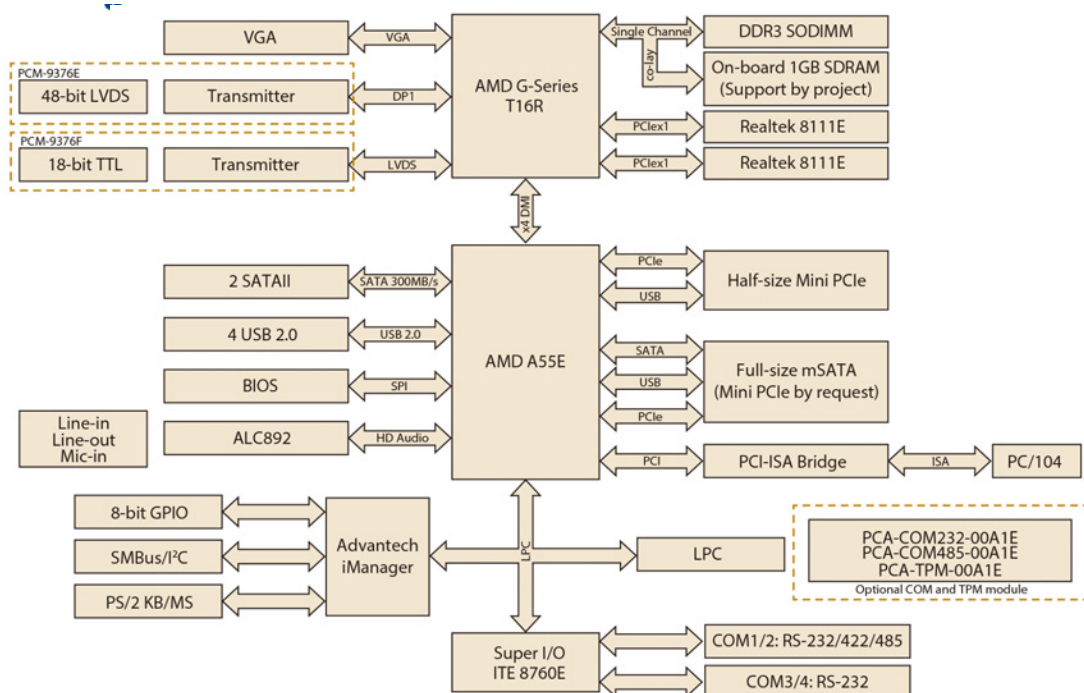 VGA
VGA
AMD G-Series
T16R
Single Channel
co-lay
DDR3 SODIMM
On-board 1GB SDRAM
(Support by project)
PCM-9376E
48-bit LVDS
Transmitter
DP1
PCIex1
Realtek 8111E
PCM-9376F
18-bit TTL
Transmitter
LVDS
PCIex1
Realtek 8111E
x4 DMI
2 SATAII
SATA 300MB/s
4 USB 2.0
USB 2.0
BIOS
SPI
Line-in
Line-out
Mic-in
ALC892
HD Audio
AMD A55E
PCIe
USB
Half-size Mini PCIe
SATA
USB
PCIe
Full-size mSATA
(Mini PCIe by request)
PCI
PCI-ISA Bridge
ISA
PC/104
8-bit GPIO
SMBus/I²C
PS/2 KB/MS
Advantech
iManager
LPC
LPC
PCA-COM232-00A1E
PCA-COM485-00A1E
PCA-TPM-00A1E
Optional COM and TPM module
Super I/O
ITE 8760E
COM1/2: RS-232/422/485
COM3/4: RS-232